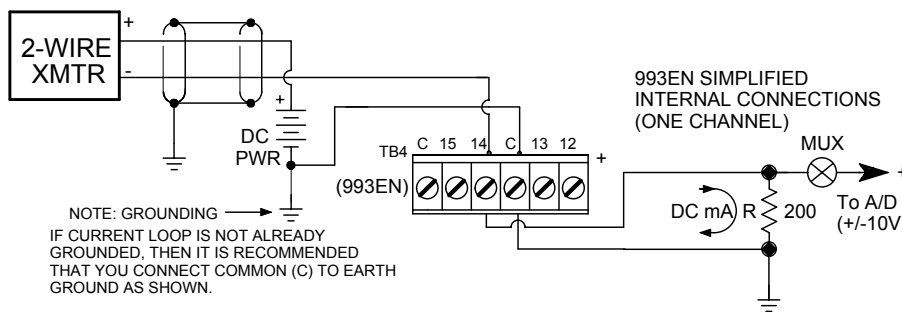 +
2-WIRE
XMTR
-
+
DC
PWR
NOTE: GROUNDING
IF CURRENT LOOP IS NOT ALREADY
GROUNDED, THEN IT IS RECOMMENDED
THAT YOU CONNECT COMMON (C) TO EARTH
GROUND AS SHOWN.
TB4 C 15 14 C 13 12
+
(993EN)
993EN SIMPLIFIED
INTERNAL CONNECTIONS
(ONE CHANNEL)
MUX
+
To A/D
(+/-10V
DC mA R 200